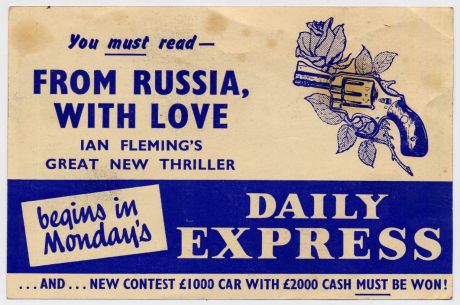 You must read—
FROM RUSSIA,
WITH LOVE
IAN FLEMING'S
GREAT NEW THRILLER
begins in
Monday's
DAILY
EXPRESS
...AND...NEW CONTEST £1000 CAR WITH £2000 CASH MUST BE WON!